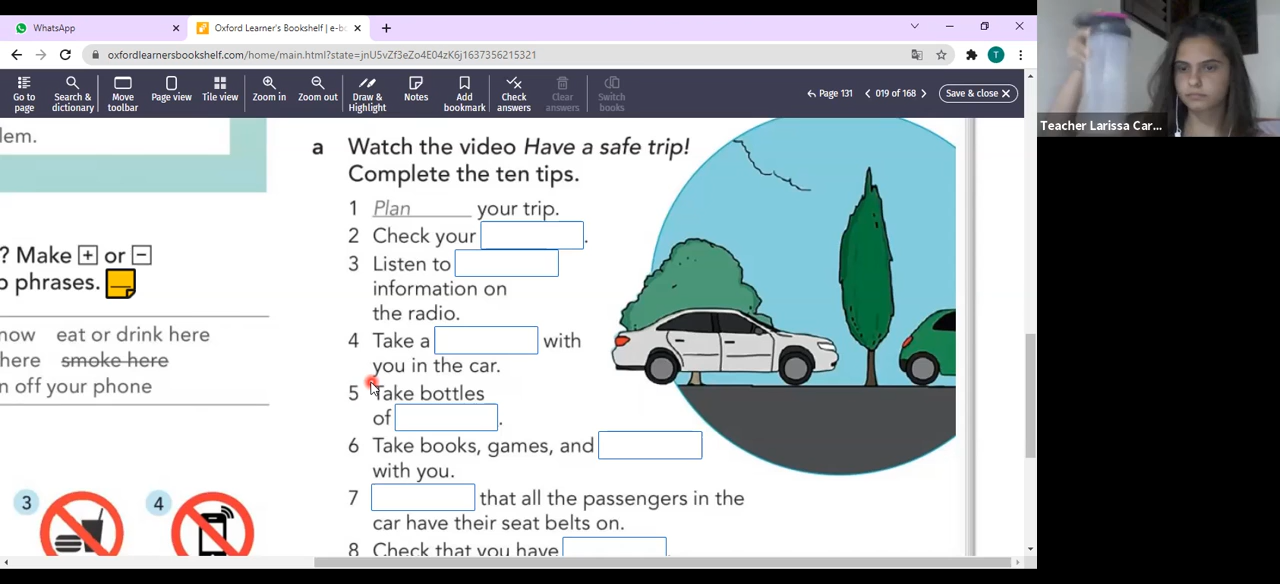 WhatsApp
Oxford Learner's Bookshelf | e-b
oxfordlearnersbookshelf.com/home/main.html?state=jnU5vZf3eZo4E04zK6j1637356215321
T
Go to page
Search & dictionary
Move toolbar
Page view
Tile view
Zoom in
Zoom out
Draw & Highlight
Notes
Add bookmark
Check answers
Clear answers
Switch books
Page 131
019 of 168
Save & close
Teacher Larissa Car...
lem.
? Make + or −
o phrases.
now eat or drink here
here smoke here
n off your phone
3
4
a Watch the video Have a safe trip!
Complete the ten tips.
1 Plan your trip.
2 Check your .
3 Listen to
information on
the radio.
4 Take a with
you in the car.
5 Take bottles
of .
6 Take books, games, and
with you.
7 that all the passengers in the
car have their seat belts on.
8 Check that you have .